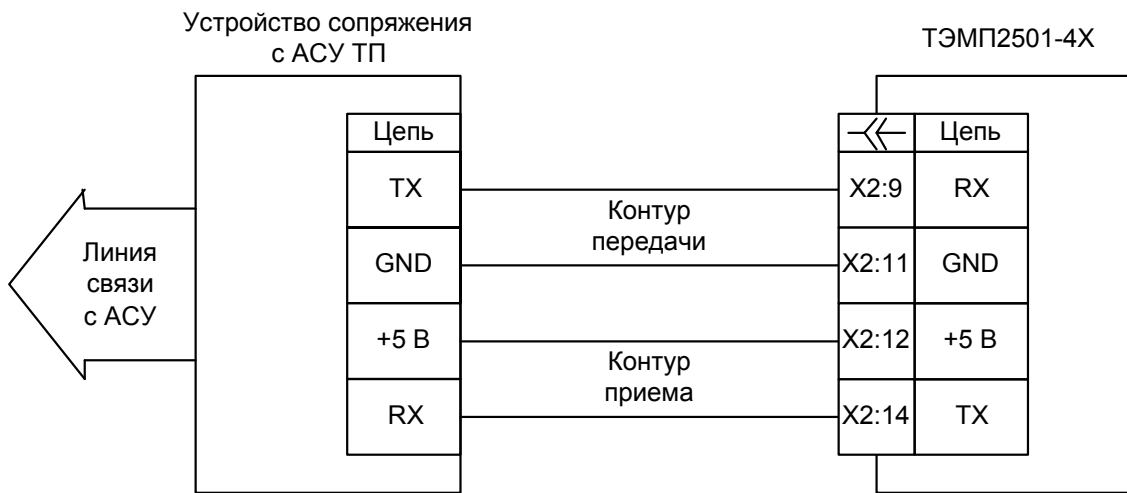 Устройство сопряжения
с АСУ ТП
ТЭМП2501-4Х
Цепь
TX
GND
+5 В
RX
Контур
передачи
Контур
приема
Цепь
X2:9
RX
X2:11
GND
X2:12
+5 В
X2:14
TX
Линия
связи
с АСУ